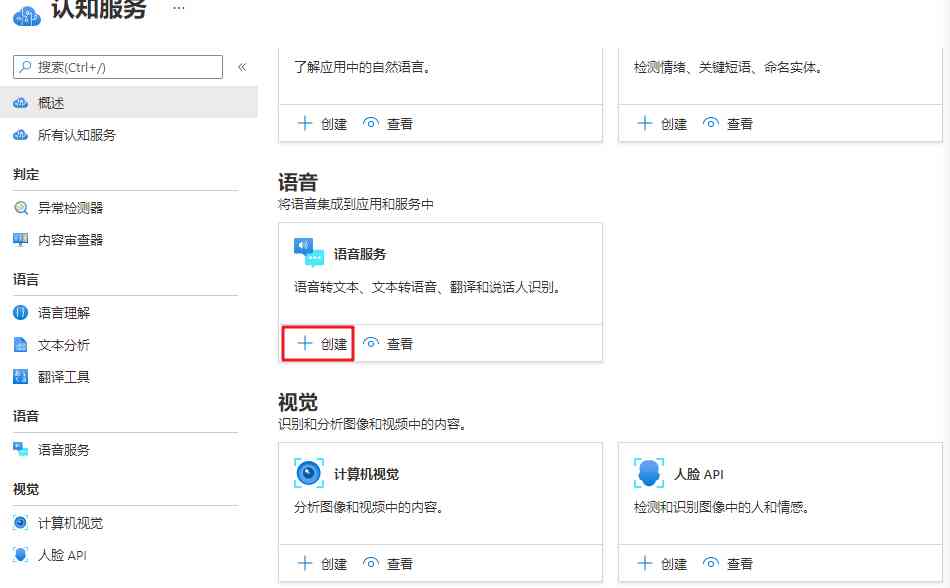 认知服务
...
搜索(Ctrl+/)
«
概述
所有认知服务
判定
异常检测器
内容审查器
语言
语言理解
文本分析
翻译工具
语音
语音服务
视觉
计算机视觉
人脸 API
了解应用中的自然语言。
创建 查看
检测情绪、关键短语、命名实体。
创建 查看
语音
将语音集成到应用和服务中
语音服务
语音转文本、文本转语音、翻译和说话人识别。
创建 查看
视觉
识别和分析图像和视频中的内容。
计算机视觉
分析图像和视频中的内容。
创建 查看
人脸 API
检测和识别图像中的人和情感。
创建 查看